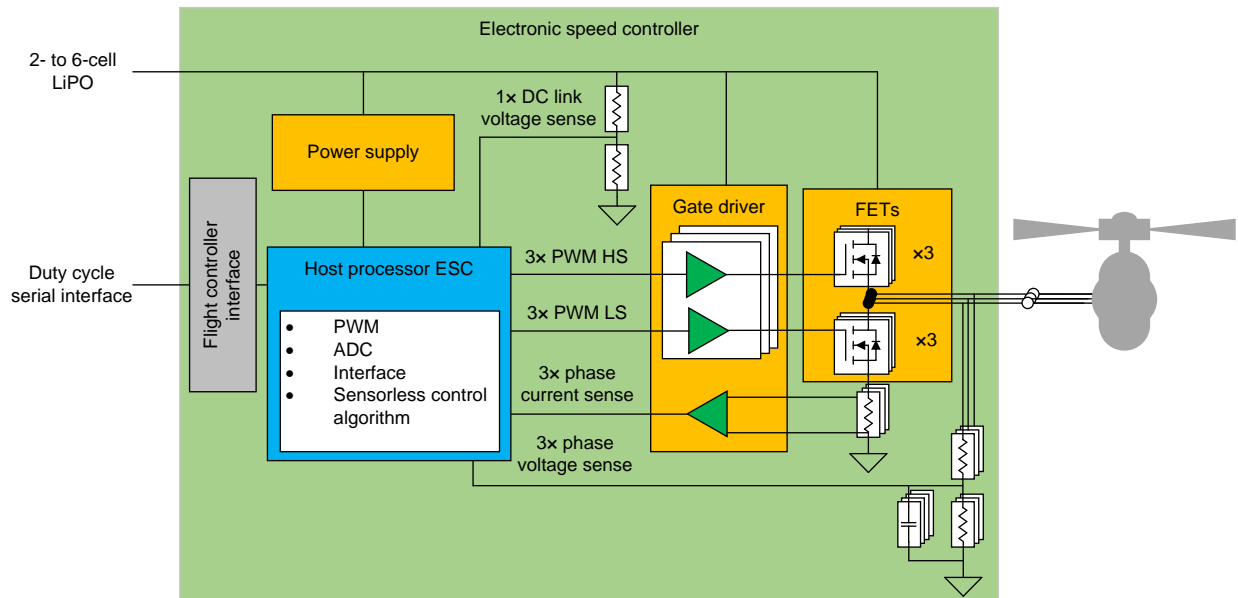 Electronic speed controller
2- to 6-cell
LiPO
1× DC link
voltage sense
Power supply
Gate driver
FETs
×3
Flight controller
interface
Duty cycle
serial interface
Host processor ESC
3× PWM HS
3× PWM LS
×3
• PWM
• ADC
• Interface
• Sensorless control
algorithm
3× phase
current sense
3× phase
voltage sense